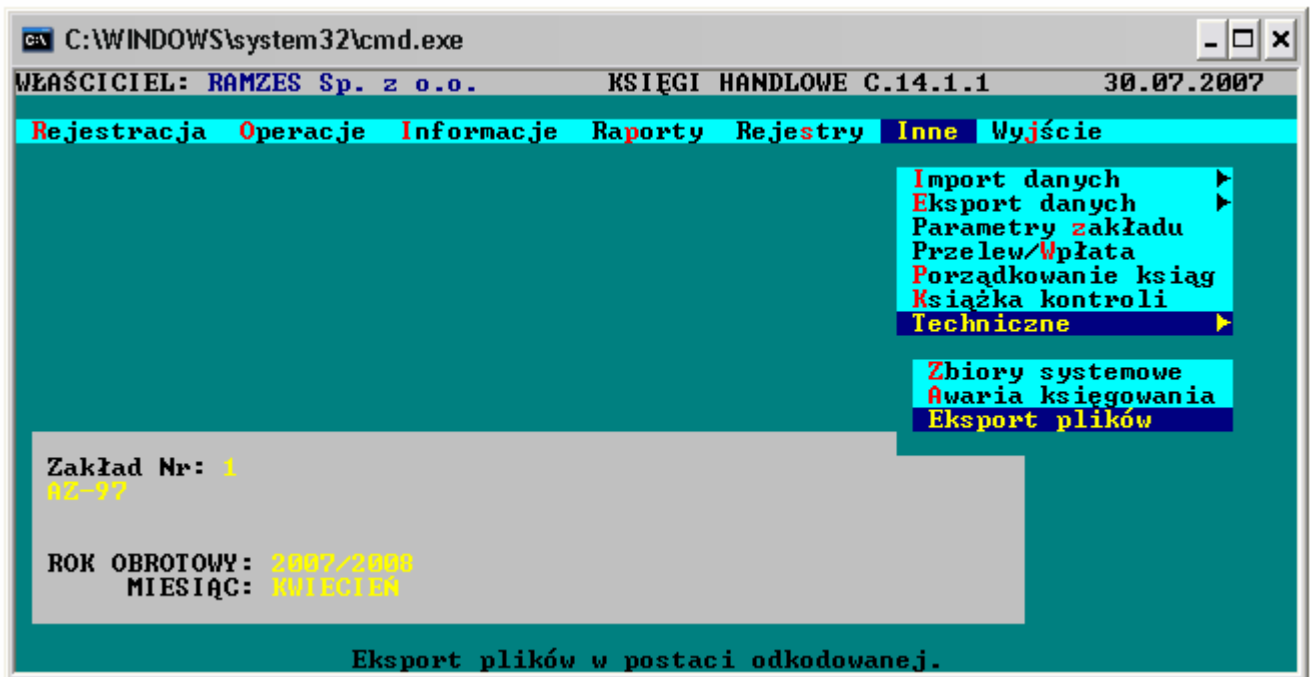 C:\WINDOWS\system32\cmd.exe
WŁAŚCICIEL: RAMZES Sp. z o.o. KSIĘGI HANDLOWE C.14.1.1 30.07.2007
Rejestracja Operacje Informacje Raporty Rejestry Inne Wyjście
Import danych
Eksport danych
Parametry zakładu
Przelew/Wpłata
Porządkowanie ksiąg
Książka kontroli
Techniczne
Zbiory systemowe
Awaria księgowania
Eksport plików
Zakład Nr: 1
AZ-97
ROK OBROTOWY: 2007/2008
MIESIĄC: KWIECIEŃ
Eksport plików w postaci odkodowanej.